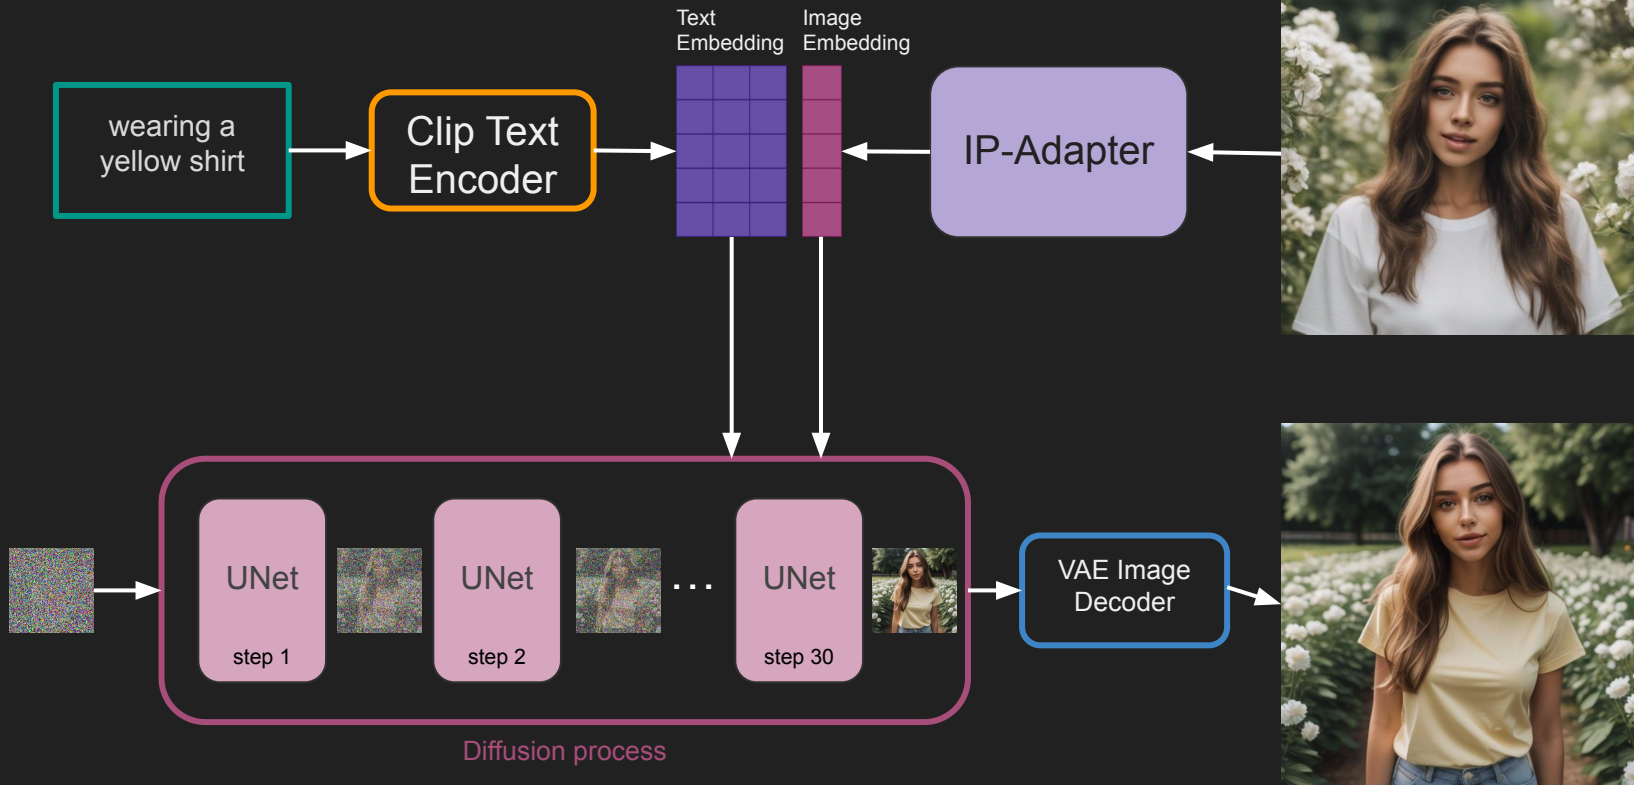 Text
Embedding
Image
Embedding
wearing a
yellow shirt
Clip Text
Encoder
IP-Adapter
UNet
step 1
UNet
step 2
...
UNet
step 30
VAE Image
Decoder
Diffusion process